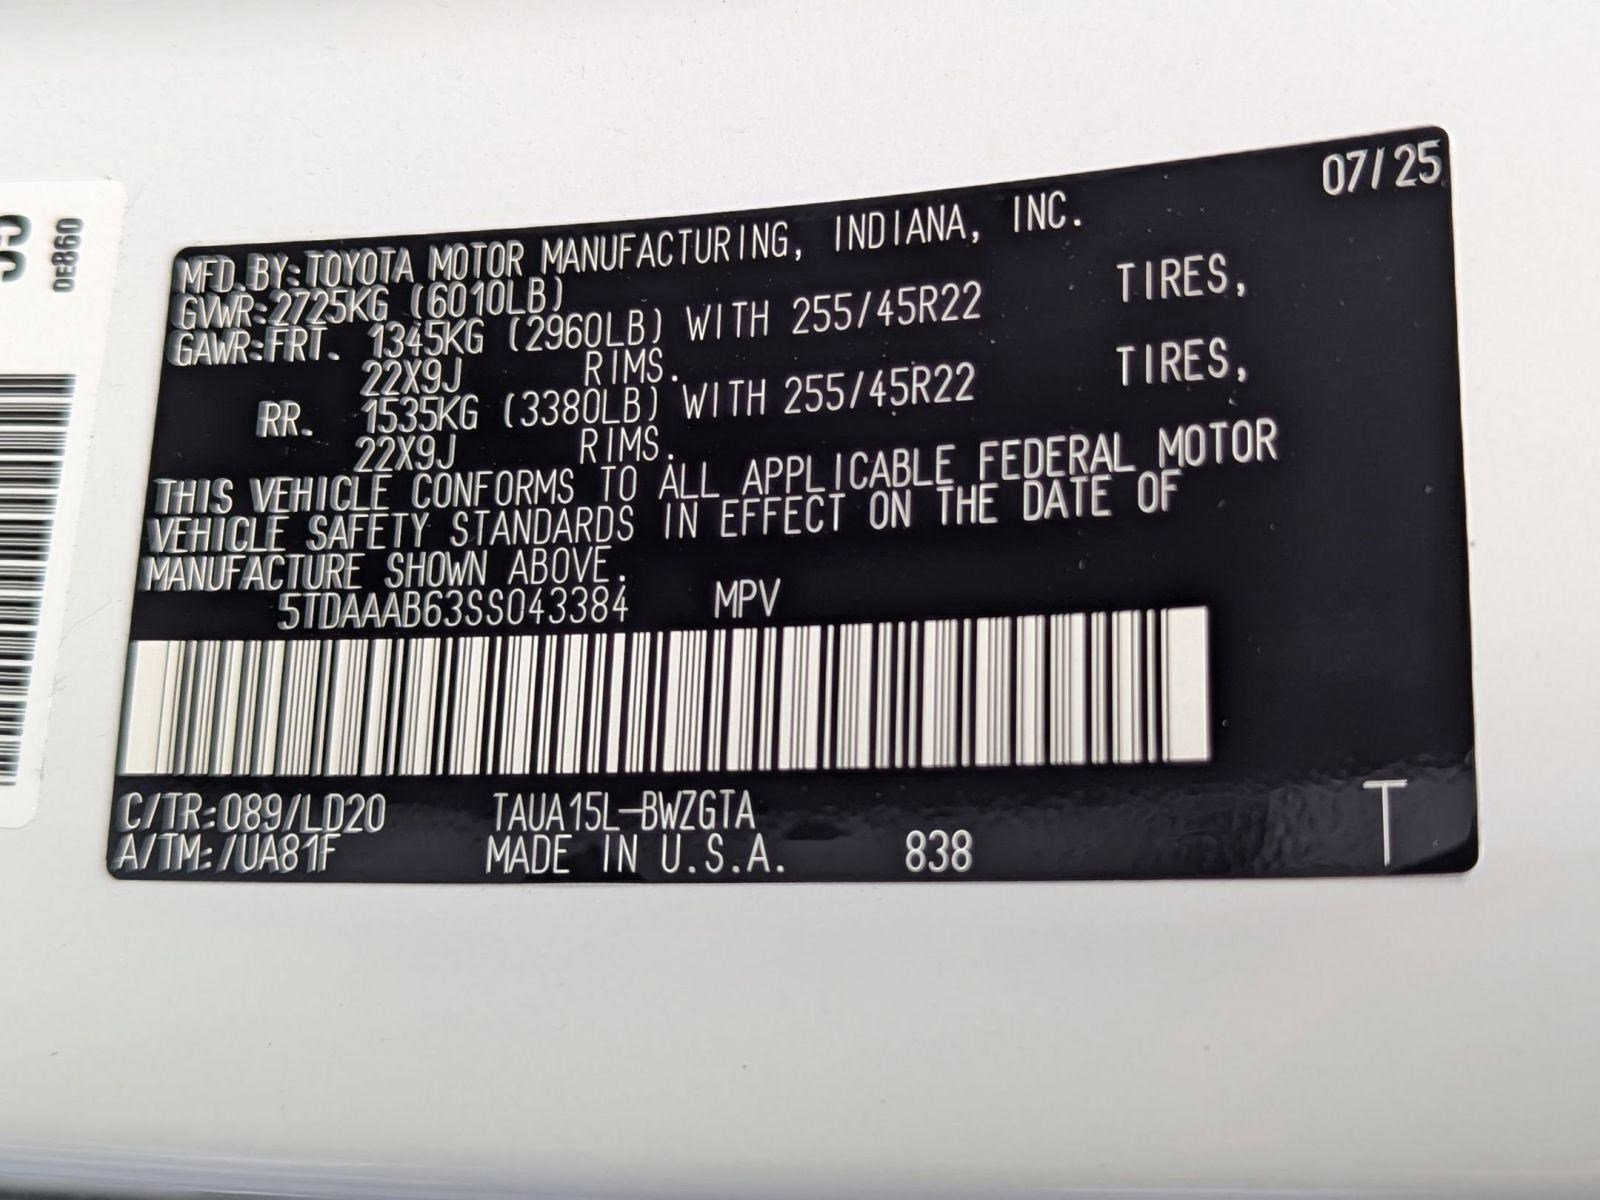 07/25
MFD.BY:TOYOTA MOTOR MANUFACTURING, INDIANA, INC.
GVWR:2725KG (6010LB)
GAWR:FRT. 1345KG (2960LB) WITH 255/45R22 TIRES,
22X9J RIMS.
RR. 1535KG (3380LB) WITH 255/45R22 TIRES,
22X9J RIMS.
THIS VEHICLE CONFORMS TO ALL APPLICABLE FEDERAL MOTOR
VEHICLE SAFETY STANDARDS IN EFFECT ON THE DATE OF
MANUFACTURE SHOWN ABOVE.
5TDAAAB63SS043384 MPV
C/TR:089/LD20 TAUA15L-BWZGTA
A/TM:/UA81F MADE IN U.S.A. 838 T
0E860